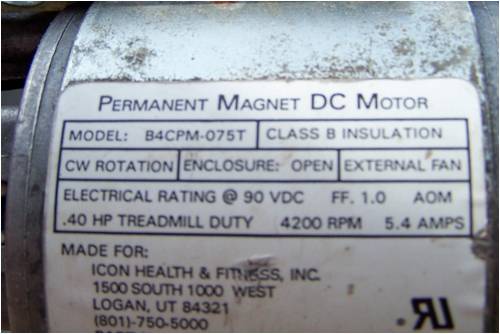 PERMANENT MAGNET DC MOTOR
MODEL: B4CPM-075T CLASS B INSULATION
CW ROTATION ENCLOSURE: OPEN EXTERNAL FAN
ELECTRICAL RATING @ 90 VDC FF. 1.0 AOM
.40 HP TREADMILL DUTY 4200 RPM 5.4 AMPS
MADE FOR:
ICON HEALTH & FITNESS, INC.
1500 SOUTH 1000 WEST
LOGAN, UT 84321
(801)-750-5000